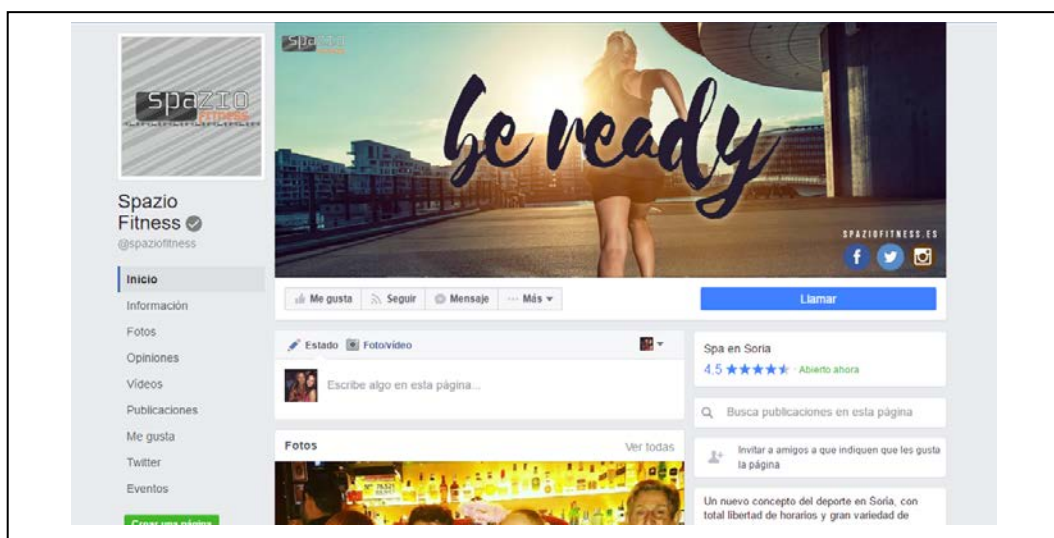 spazio
FITNESS
Spazio
Fitness
@spaziofitness
Inicio
Información
Fotos
Opiniones
Vídeos
Publicaciones
Me gusta
Twitter
Eventos
Crear una página
spazio
be ready
SPAZIOFITNESS.ES
Me gusta Seguir Mensaje Más
Llamar
Estado Foto/vídeo
Escribe algo en esta página...
Fotos Ver todas
Spa en Soria
4.5 ★★★★★ · Abierto ahora
Busca publicaciones en esta página
Invitar a amigos a que indiquen que les gusta
la página
Un nuevo concepto del deporte en Soria, con
total libertad de horarios y gran variedad de